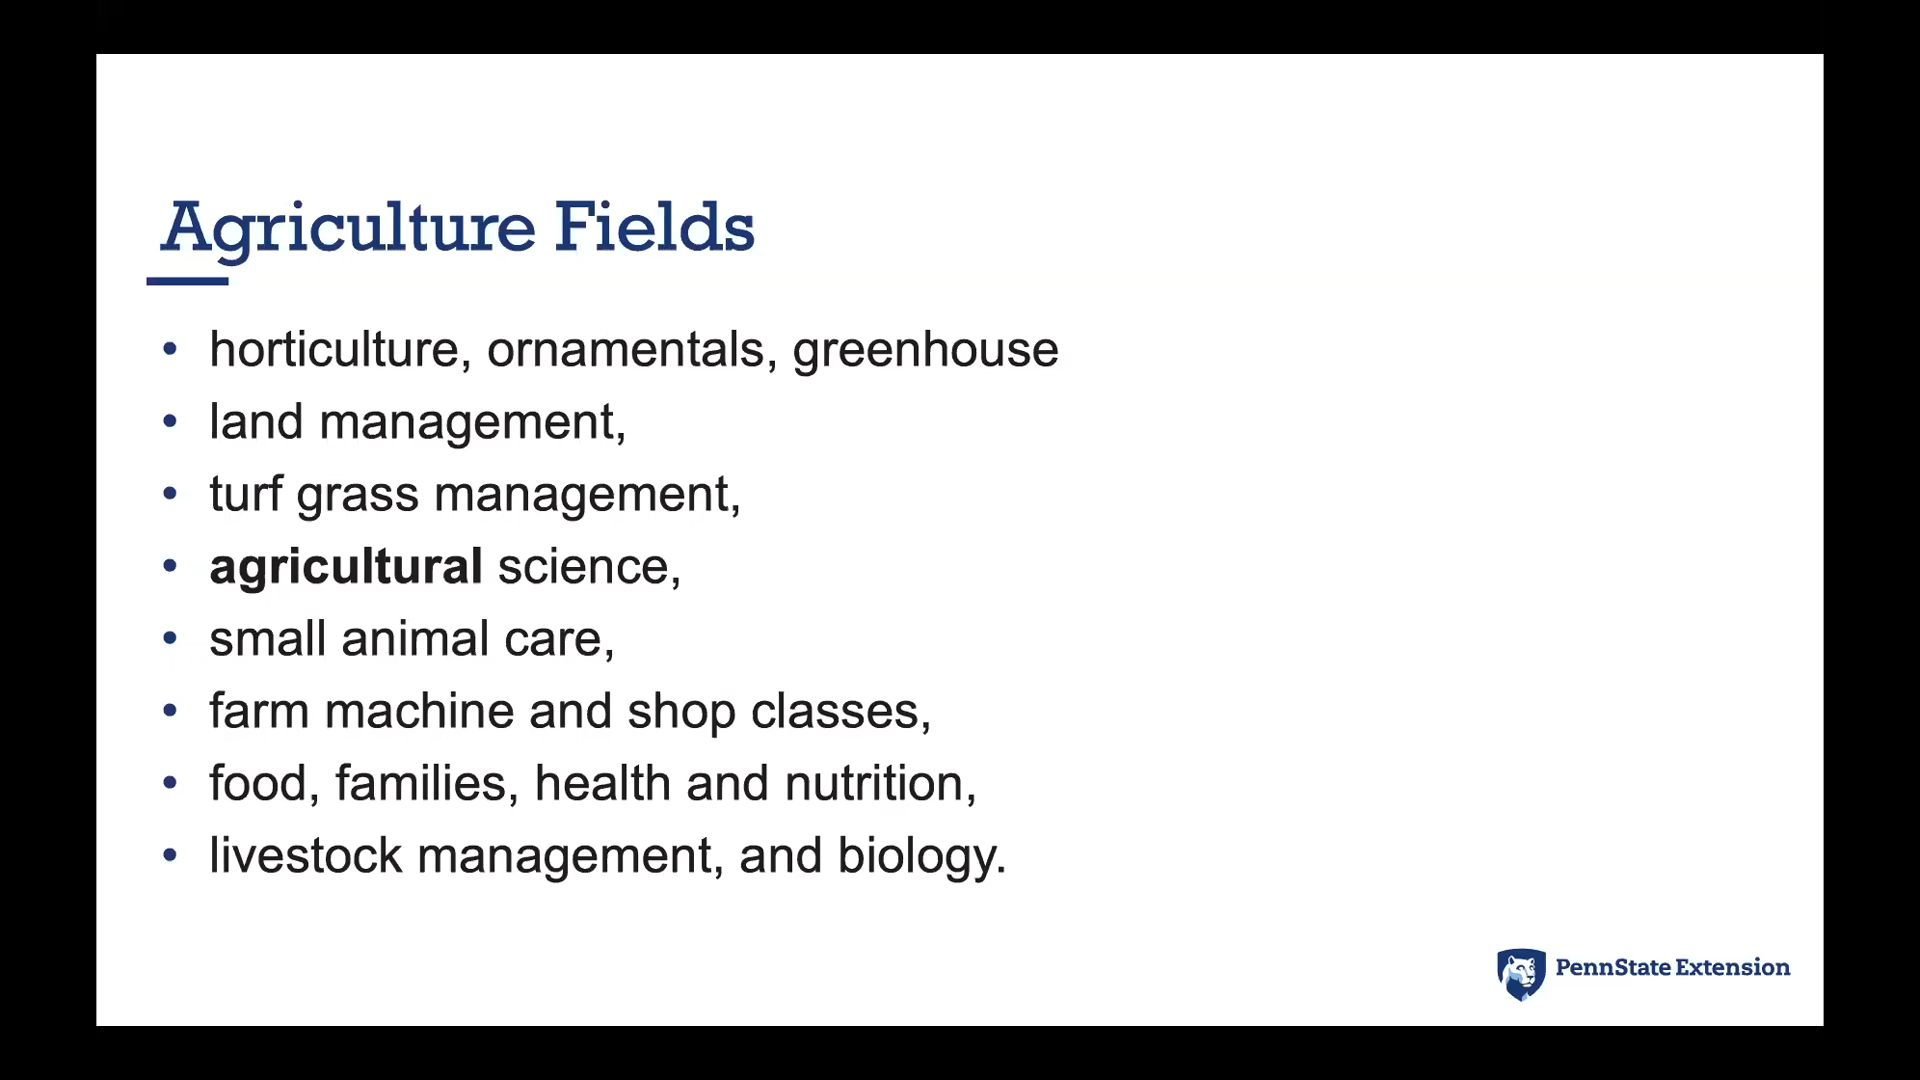 Agriculture Fields
• horticulture, ornamentals, greenhouse
• land management,
• turf grass management,
• agricultural science,
• small animal care,
• farm machine and shop classes,
• food, families, health and nutrition,
• livestock management, and biology.
PennState Extension